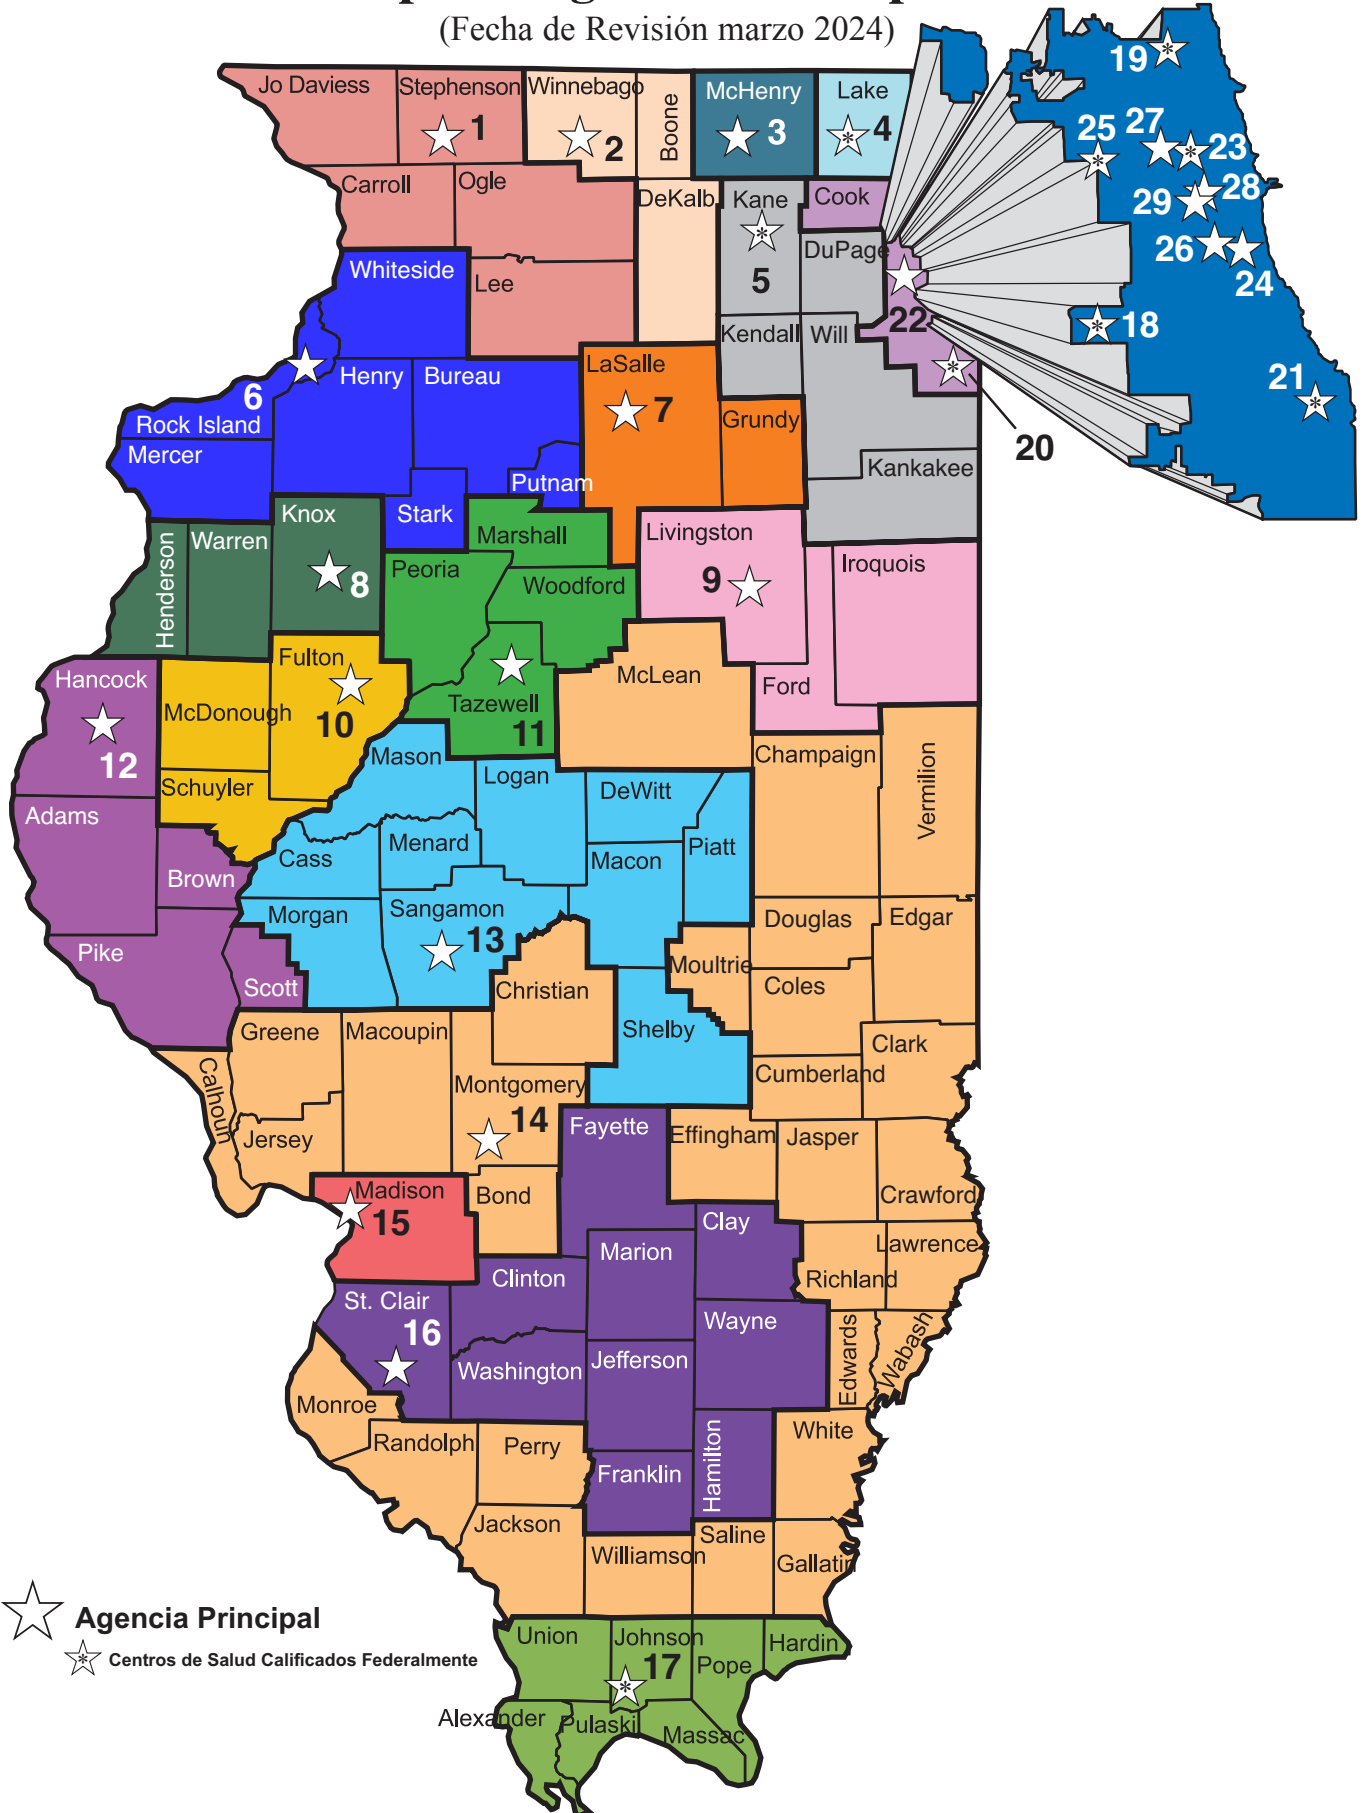 (Fecha de Revisión marzo 2024)
Jo Daviess
Stephenson
1
Winnebago
2
Boone
McHenry
3
Lake
4
19
25
27
23
28
29
26
24
18
21
Carroll
Ogle
DeKalb
Kane
5
Cook
DuPage
22
20
Whiteside
Lee
Kendall
Will
6
Rock Island
Henry
Bureau
LaSalle
7
Grundy
Mercer
Putnam
Kankakee
Stark
Knox
8
Henderson
Warren
Marshall
Peoria
Woodford
Livingston
9
Iroquois
Hancock
12
McDonough
Fulton
10
Tazewell
11
McLean
Ford
Schuyler
Mason
Logan
DeWitt
Champaign
Vermilion
Adams
Brown
Cass
Menard
Macon
Piatt
Morgan
Sangamon
13
Douglas
Edgar
Pike
Scott
Christian
Moultrie
Coles
Shelby
Greene
Macoupin
Clark
Cumberland
Calhoun
Jersey
Montgomery
14
Fayette
Effingham
Jasper
Crawford
Madison
15
Bond
Clay
Lawrence
Richland
Marion
Clinton
St. Clair
16
Wayne
Edwards
Wabash
Washington
Jefferson
Monroe
Randolph
Perry
Franklin
Hamilton
White
Jackson
Williamson
Saline
Gallatin
Agencia Principal
Centros de Salud Calificados Federalmente
Union
Johnson
17
Pope
Hardin
Alexander
Pulaski
Massac